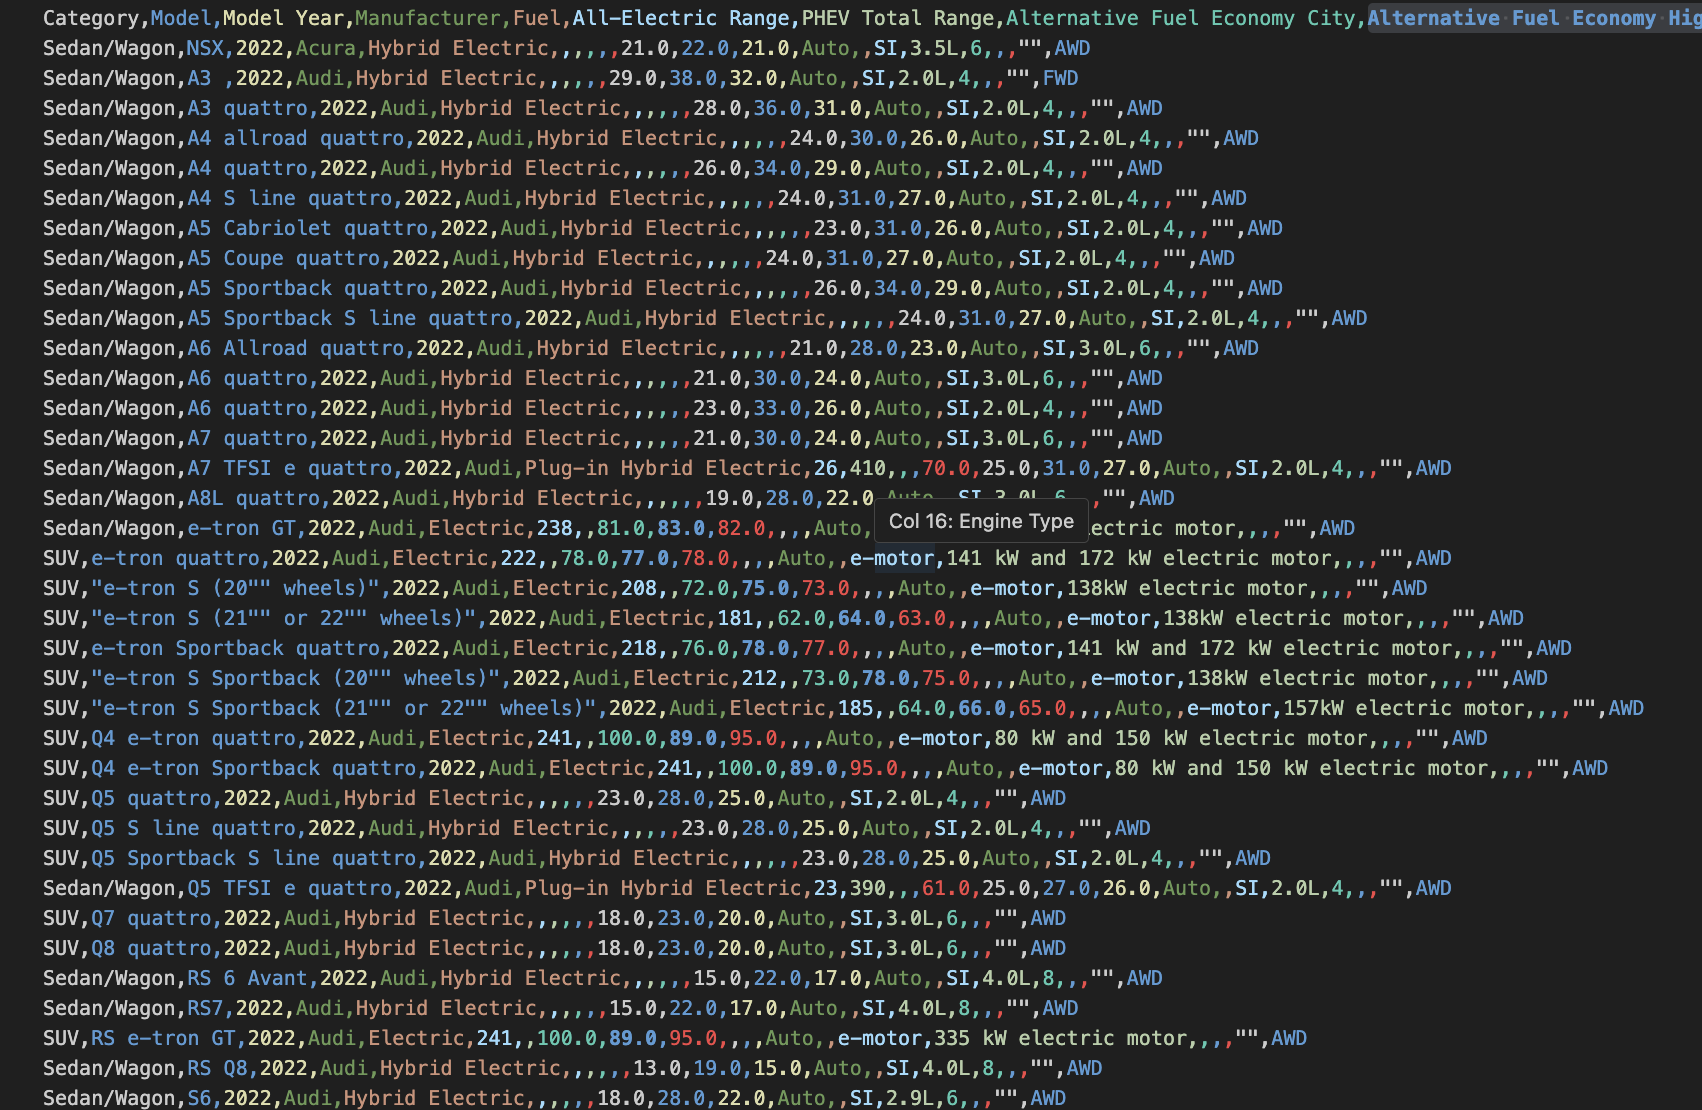 Category,Model,Model Year,Manufacturer,Fuel,All-Electric Range,PHEV Total Range,Alternative Fuel Economy City,Alternative Fuel Economy Hig
Sedan/Wagon,NSX,2022,Acura,Hybrid Electric,,,,,,21.0,22.0,21.0,Auto,,SI,3.5L,6,,,"",AWD
Sedan/Wagon,A3 ,2022,Audi,Hybrid Electric,,,,,,29.0,38.0,32.0,Auto,,SI,2.0L,4,,,"",FWD
Sedan/Wagon,A3 quattro,2022,Audi,Hybrid Electric,,,,,,28.0,36.0,31.0,Auto,,SI,2.0L,4,,,"",AWD
Sedan/Wagon,A4 allroad quattro,2022,Audi,Hybrid Electric,,,,,,24.0,30.0,26.0,Auto,,SI,2.0L,4,,,"",AWD
Sedan/Wagon,A4 quattro,2022,Audi,Hybrid Electric,,,,,,26.0,34.0,29.0,Auto,,SI,2.0L,4,,,"",AWD
Sedan/Wagon,A4 S line quattro,2022,Audi,Hybrid Electric,,,,,,24.0,31.0,27.0,Auto,,SI,2.0L,4,,,"",AWD
Sedan/Wagon,A5 Cabriolet quattro,2022,Audi,Hybrid Electric,,,,,,23.0,31.0,26.0,Auto,,SI,2.0L,4,,,"",AWD
Sedan/Wagon,A5 Coupe quattro,2022,Audi,Hybrid Electric,,,,,,24.0,31.0,27.0,Auto,,SI,2.0L,4,,,"",AWD
Sedan/Wagon,A5 Sportback quattro,2022,Audi,Hybrid Electric,,,,,,26.0,34.0,29.0,Auto,,SI,2.0L,4,,,"",AWD
Sedan/Wagon,A5 Sportback S line quattro,2022,Audi,Hybrid Electric,,,,,,24.0,31.0,27.0,Auto,,SI,2.0L,4,,,"",AWD
Sedan/Wagon,A6 Allroad quattro,2022,Audi,Hybrid Electric,,,,,,21.0,28.0,23.0,Auto,,SI,3.0L,6,,,"",AWD
Sedan/Wagon,A6 quattro,2022,Audi,Hybrid Electric,,,,,,21.0,30.0,24.0,Auto,,SI,3.0L,6,,,"",AWD
Sedan/Wagon,A6 quattro,2022,Audi,Hybrid Electric,,,,,,23.0,33.0,26.0,Auto,,SI,2.0L,4,,,"",AWD
Sedan/Wagon,A7 quattro,2022,Audi,Hybrid Electric,,,,,,21.0,30.0,24.0,Auto,,SI,3.0L,6,,,"",AWD
Sedan/Wagon,A7 TFSI e quattro,2022,Audi,Plug-in Hybrid Electric,26,410,,,70.0,25.0,31.0,27.0,Auto,,SI,2.0L,4,,,"",AWD
Sedan/Wagon,A8L quattro,2022,Audi,Hybrid Electric,,,,,,19.0,28.0,22.0,Auto,,SI,3.0L,6,,,"",AWD
Col 16: Engine Type
Sedan/Wagon,e-tron GT,2022,Audi,Electric,238,,81.0,83.0,82.0,,,,Auto, ectric motor,,,,"",AWD
SUV,e-tron quattro,2022,Audi,Electric,222,,78.0,77.0,78.0,,,,Auto,,e-motor,141 kW and 172 kW electric motor,,,,"",AWD
SUV,"e-tron S (20"" wheels)",2022,Audi,Electric,208,,72.0,75.0,73.0,,,,Auto,,e-motor,138kW electric motor,,,,"",AWD
SUV,"e-tron S (21"" or 22"" wheels)",2022,Audi,Electric,181,,62.0,64.0,63.0,,,,Auto,,e-motor,138kW electric motor,,,,"",AWD
SUV,e-tron Sportback quattro,2022,Audi,Electric,218,,76.0,78.0,77.0,,,,Auto,,e-motor,141 kW and 172 kW electric motor,,,,"",AWD
SUV,"e-tron S Sportback (20"" wheels)",2022,Audi,Electric,212,,73.0,78.0,75.0,,,,Auto,,e-motor,138kW electric motor,,,,"",AWD
SUV,"e-tron S Sportback (21"" or 22"" wheels)",2022,Audi,Electric,185,,64.0,66.0,65.0,,,,Auto,,e-motor,157kW electric motor,,,,"",AWD
SUV,Q4 e-tron quattro,2022,Audi,Electric,241,,100.0,89.0,95.0,,,,Auto,,e-motor,80 kW and 150 kW electric motor,,,,"",AWD
SUV,Q4 e-tron Sportback quattro,2022,Audi,Electric,241,,100.0,89.0,95.0,,,,Auto,,e-motor,80 kW and 150 kW electric motor,,,,"",AWD
SUV,Q5 quattro,2022,Audi,Hybrid Electric,,,,,,23.0,28.0,25.0,Auto,,SI,2.0L,4,,,"",AWD
SUV,Q5 S line quattro,2022,Audi,Hybrid Electric,,,,,,23.0,28.0,25.0,Auto,,SI,2.0L,4,,,"",AWD
SUV,Q5 Sportback S line quattro,2022,Audi,Hybrid Electric,,,,,,23.0,28.0,25.0,Auto,,SI,2.0L,4,,,"",AWD
Sedan/Wagon,Q5 TFSI e quattro,2022,Audi,Plug-in Hybrid Electric,23,390,,,61.0,25.0,27.0,26.0,Auto,,SI,2.0L,4,,,"",AWD
SUV,Q7 quattro,2022,Audi,Hybrid Electric,,,,,,18.0,23.0,20.0,Auto,,SI,3.0L,6,,,"",AWD
SUV,Q8 quattro,2022,Audi,Hybrid Electric,,,,,,18.0,23.0,20.0,Auto,,SI,3.0L,6,,,"",AWD
Sedan/Wagon,RS 6 Avant,2022,Audi,Hybrid Electric,,,,,,15.0,22.0,17.0,Auto,,SI,4.0L,8,,,"",AWD
Sedan/Wagon,RS7,2022,Audi,Hybrid Electric,,,,,,15.0,22.0,17.0,Auto,,SI,4.0L,8,,,"",AWD
SUV,RS e-tron GT,2022,Audi,Electric,241,,100.0,89.0,95.0,,,,Auto,,e-motor,335 kW electric motor,,,,"",AWD
Sedan/Wagon,RS Q8,2022,Audi,Hybrid Electric,,,,,,13.0,19.0,15.0,Auto,,SI,4.0L,8,,,"",AWD
Sedan/Wagon,S6,2022,Audi,Hybrid Electric,,,,,,18.0,28.0,22.0,Auto,,SI,2.9L,6,,,"",AWD